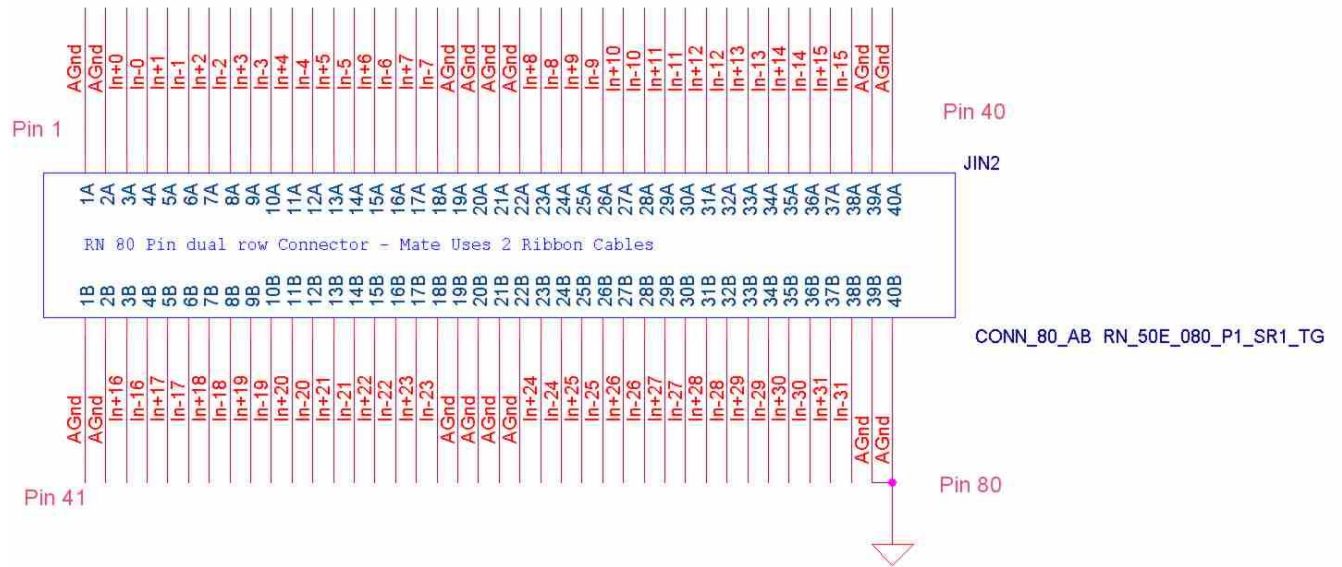 AGnd AGnd In+0 In-0 In+1 In-1 In+2 In-2 In+3 In-3 In+4 In-4 In+5 In-5 In+6 In-6 In+7 In-7 AGnd AGnd AGnd AGnd In+8 In-8 In+9 In-9 In+10 In-10 In+11 In-11 In+12 In-12 In+13 In-13 In-14 In-14 In+15 In-15 AGnd AGnd
Pin 1
Pin 40
JIN2
1A 2A 3A 4A 5A 6A 7A 8A 9A 10A 11A 12A 13A 14A 15A 16A 17A 18A 19A 20A 21A 22A 23A 24A 25A 26A 27A 28A 29A 30A 31A 32A 33A 34A 35A 36A 37A 38A 39A 40A
RN 80 Pin dual row Connector - Mate Uses 2 Ribbon Cables
1B 2B 3B 4B 5B 6B 7B 8B 9B 10B 11B 12B 13B 14B 15B 16B 17B 18B 19B 20B 21B 22B 23B 24B 25B 26B 27B 28B 29B 30B 31B 32B 33B 34B 35B 36B 37B 38B 39B 40B
CONN_80_AB RN_50E_080_P1_SR1_TG
AGnd AGnd In+16 In-16 In+17 In-17 In+18 In-18 In+19 In-19 In+20 In-20 In+21 In-21 In+22 In-22 In+23 In-23 AGnd AGnd AGnd AGnd In+24 In-24 In+25 In-25 In+26 In-26 In+27 In-27 In+28 In-28 In+29 In-29 In+30 In-30 In+31 In-31 AGnd AGnd
Pin 41
Pin 80